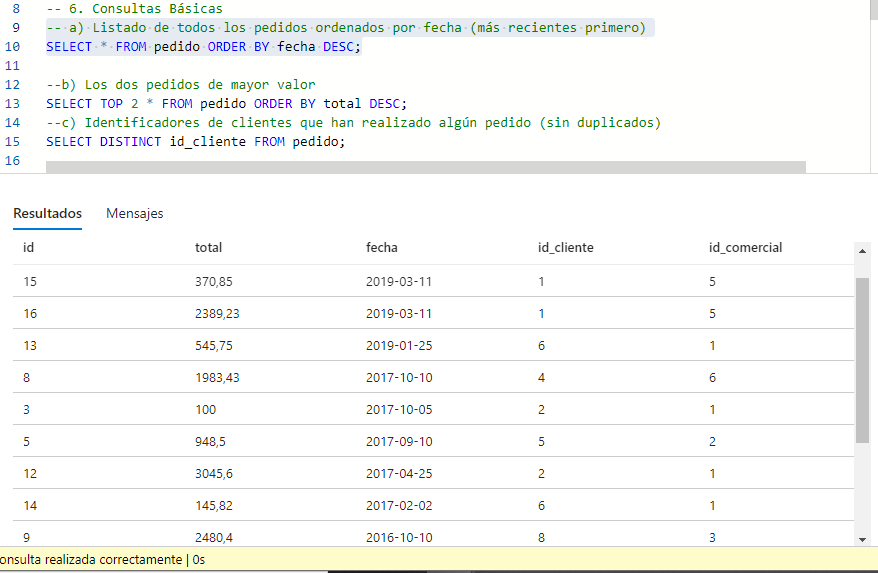 8 -- 6. Consultas Básicas
9 -- a) Listado de todos los pedidos ordenados por fecha (más recientes primero)
10 SELECT * FROM pedido ORDER BY fecha DESC;
11
12 --b) Los dos pedidos de mayor valor
13 SELECT TOP 2 * FROM pedido ORDER BY total DESC;
14 --c) Identificadores de clientes que han realizado algún pedido (sin duplicados)
15 SELECT DISTINCT id_cliente FROM pedido;
16
Resultados Mensajes
id total fecha id_cliente id_comercial
15 370,85 2019-03-11 1 5
16 2389,23 2019-03-11 1 5
13 545,75 2019-01-25 6 1
8 1983,43 2017-10-10 4 6
3 100 2017-10-05 2 1
5 948,5 2017-09-10 5 2
12 3045,6 2017-04-25 2 1
14 145,82 2017-02-02 6 1
9 2480,4 2016-10-10 8 3
onsulta realizada correctamente | 0s